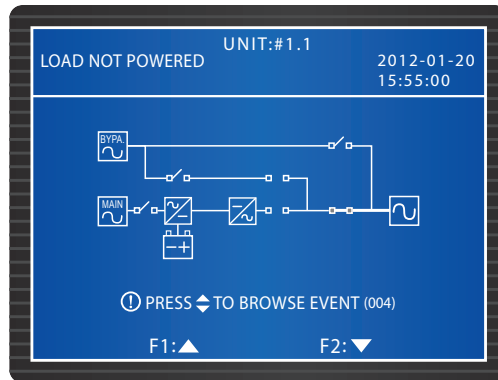 UNIT:#1.1
LOAD NOT POWERED
2012-01-20
15:55:00
BYPA.
MAIN
! PRESS TO BROWSE EVENT (004)
F1:▲ F2:▼